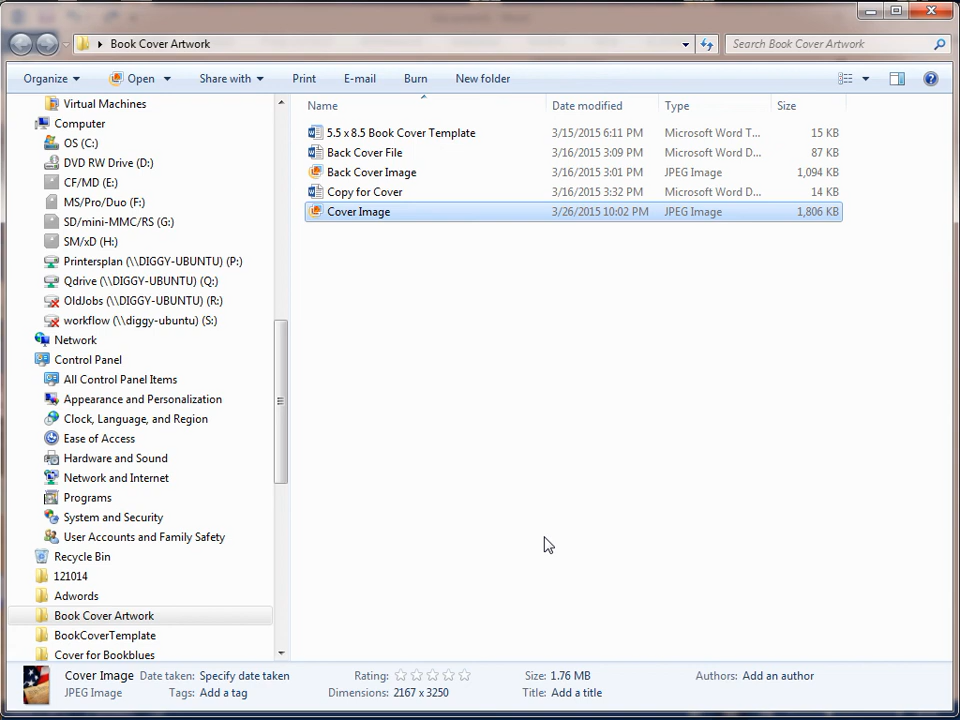 Book Cover Artwork
Search Book Cover Artwork
Organize Open Share with Print E-mail Burn New folder
Name Date modified Type Size
5.5 x 8.5 Book Cover Template 3/15/2015 6:11 PM Microsoft Word T... 15 KB
Back Cover File 3/16/2015 3:09 PM Microsoft Word D... 87 KB
Back Cover Image 3/16/2015 3:01 PM JPEG Image 1,094 KB
Copy for Cover 3/16/2015 3:32 PM Microsoft Word D... 14 KB
Cover Image 3/26/2015 10:02 PM JPEG Image 1,806 KB
Virtual Machines
Computer
OS (C:)
DVD RW Drive (D:)
CF/MD (E:)
MS/Pro/Duo (F:)
SD/mini-MMC/RS (G:)
SM/xD (H:)
Printersplan (\\DIGGY-UBUNTU) (P:)
Qdrive (\\DIGGY-UBUNTU) (Q:)
OldJobs (\\DIGGY-UBUNTU) (R:)
workflow (\\diggy-ubuntu) (S:)
Network
Control Panel
All Control Panel Items
Appearance and Personalization
Clock, Language, and Region
Ease of Access
Hardware and Sound
Network and Internet
Programs
System and Security
User Accounts and Family Safety
Recycle Bin
121014
Adwords
Book Cover Artwork
BookCoverTemplate
Cover for Bookblues
Cover Image Date taken: Specify date taken Rating: Size: 1.76 MB Authors: Add an author
JPEG Image Tags: Add a tag Dimensions: 2167 x 3250 Title: Add a title